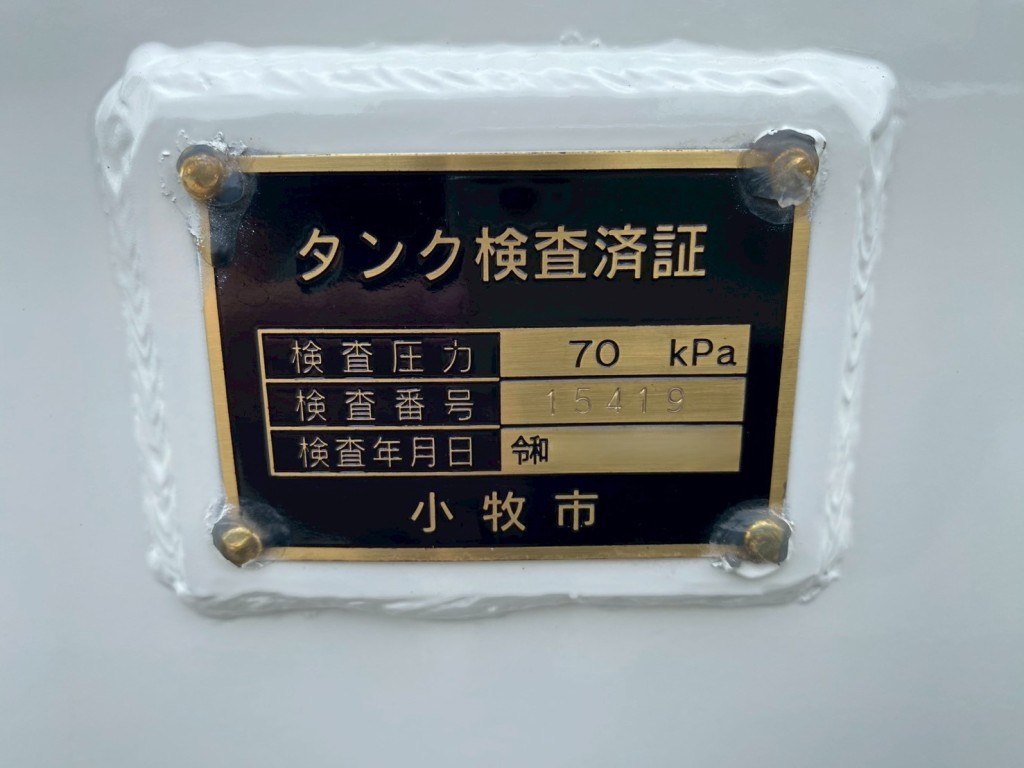 タンク検査済証
検査圧力 70 kPa
検査番号 15419
検査年月日 令和
小牧市